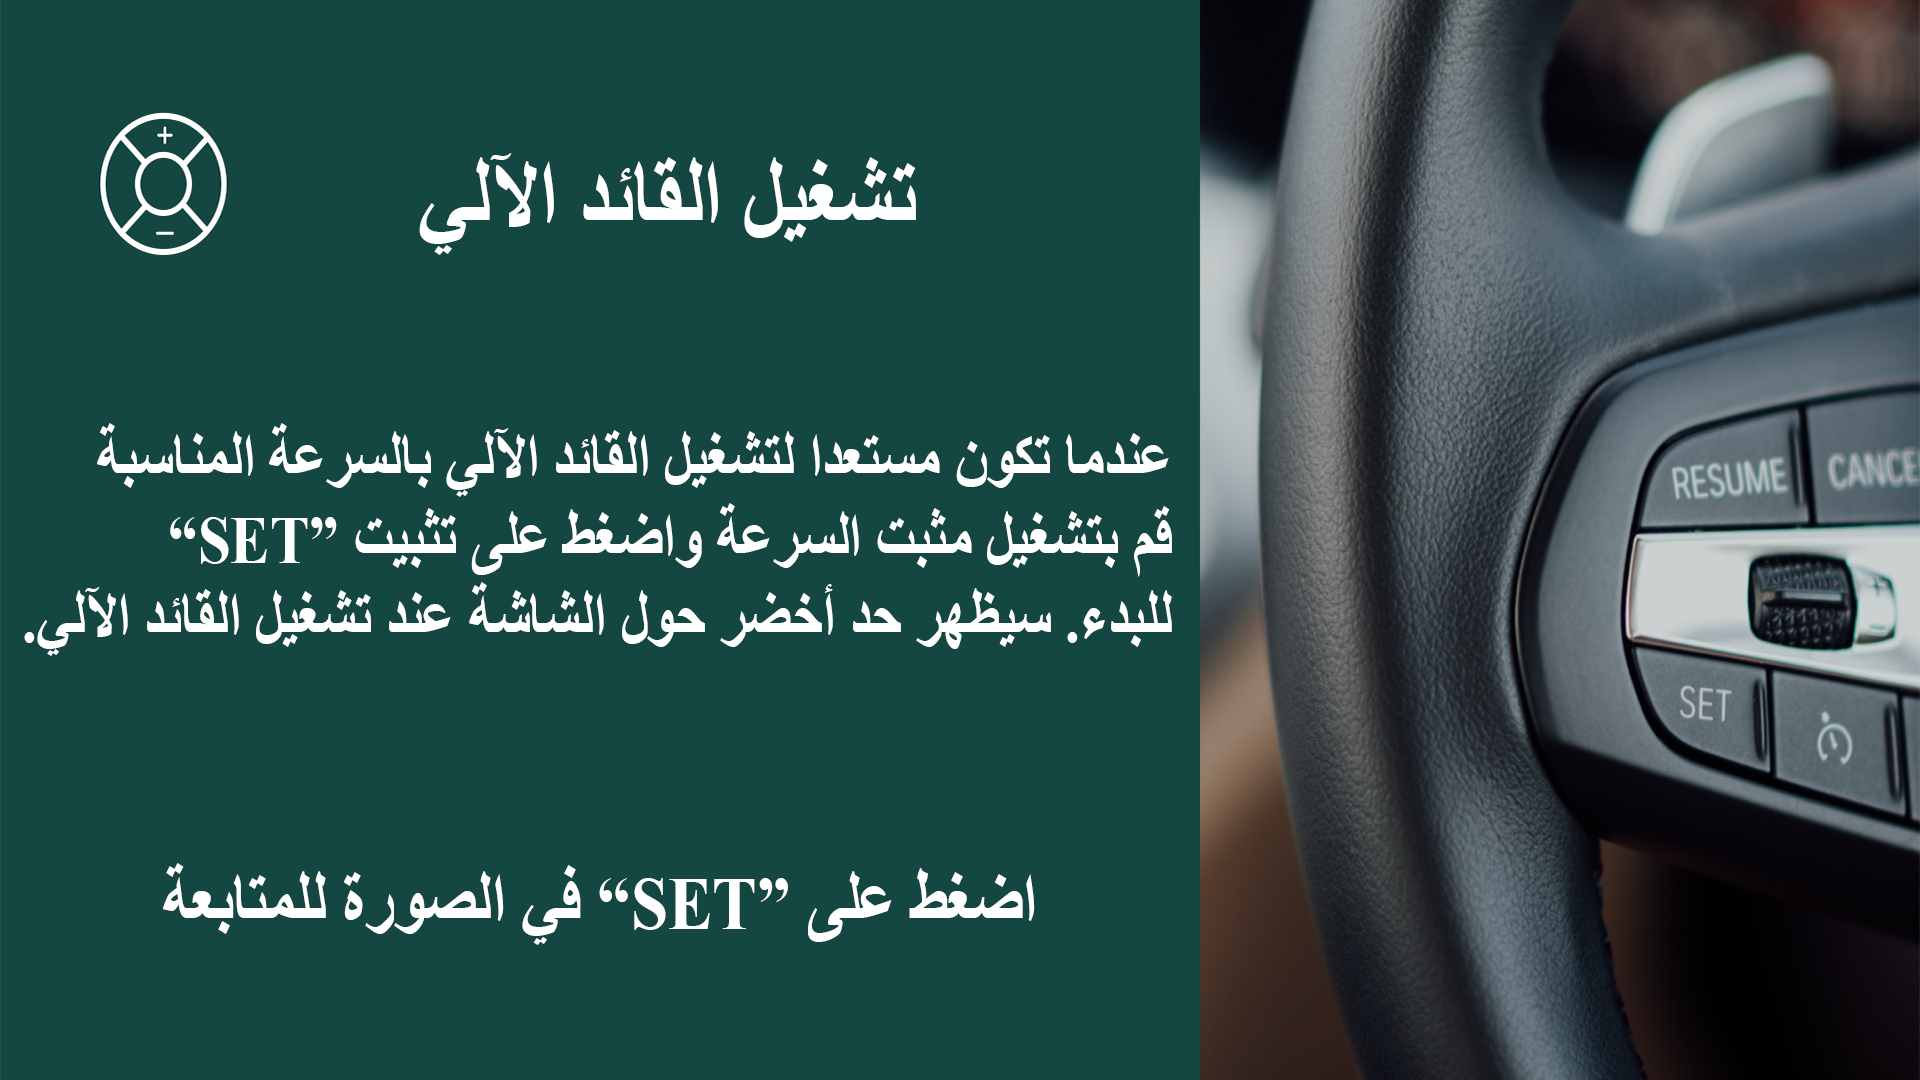 تشغيل القائد الآلي
عندما تكون مستعدا لتشغيل القائد الآلي بالسرعة المناسبة
قم بتشغيل مثبت السرعة واضغط على تثبيت ”SET“
للبدء. سيظهر حد أخضر حول الشاشة عند تشغيل القائد الآلي.
اضغط على ”SET“ في الصورة للمتابعة
+
−
RESUME
CANCE
SET